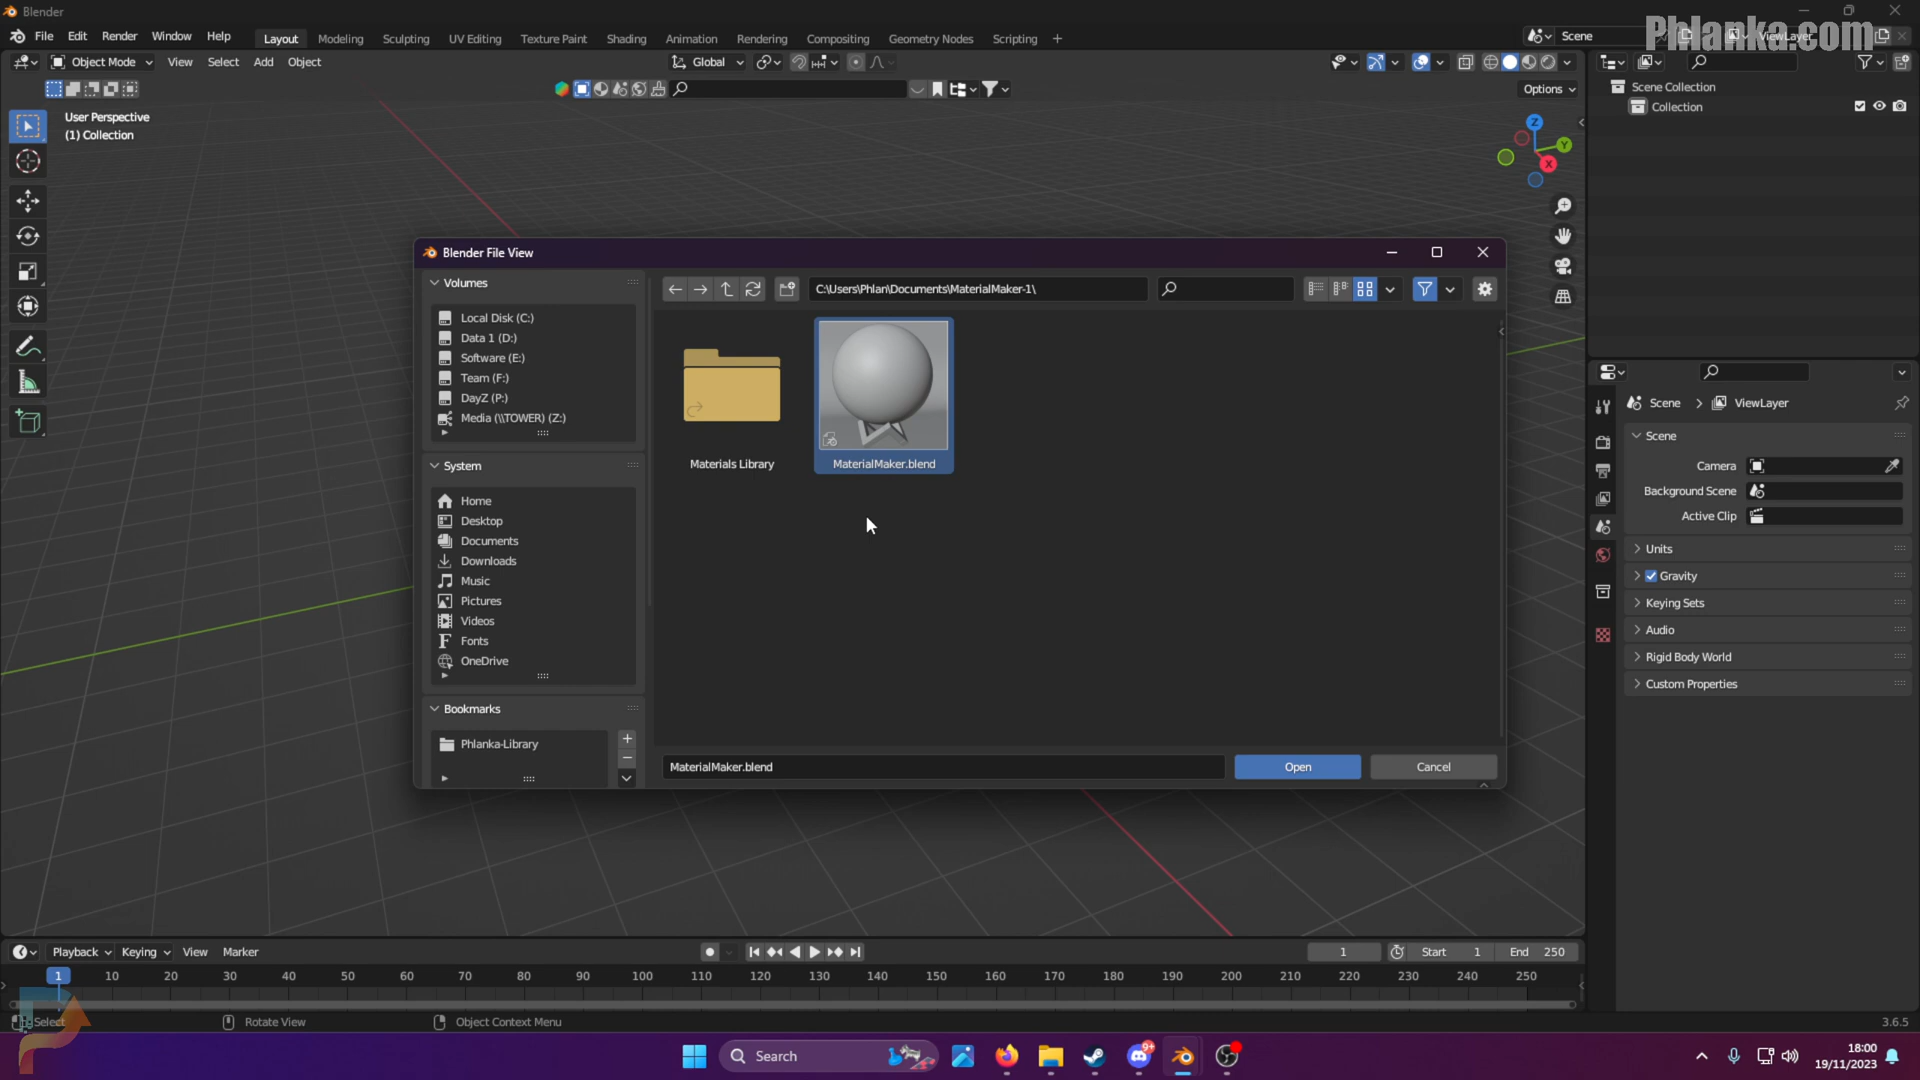 Blender
Phlanka.com
File Edit Render Window Help
Layout Modeling Sculpting UV Editing Texture Paint Shading Animation Rendering Compositing Geometry Nodes Scripting +
Scene
ViewLayer
Object Mode View Select Add Object
Global
Options
User Perspective
(1) Collection
Z
Y
X
Scene Collection
Collection
Blender File View
Volumes
Local Disk (C:)
Data 1 (D:)
Software (E:)
Team (F:)
DayZ (P:)
Media (\\TOWER) (Z:)
System
Home
Desktop
Documents
Downloads
Music
Pictures
Videos
Fonts
OneDrive
Bookmarks
Phlanka-Library
C:\Users\Phlan\Documents\MaterialMaker-1\
Materials Library
MaterialMaker.blend
MaterialMaker.blend
Open
Cancel
Scene > ViewLayer
Scene
Camera
Background Scene
Active Clip
Units
Gravity
Keying Sets
Audio
Rigid Body World
Custom Properties
Playback Keying View Marker
1
Start 1
End 250
1 10 20 30 40 50 60 70 80 90 100 110 120 130 140 150 160 170 180 190 200 210 220 230 240 250
Select
Rotate View
Object Context Menu
3.6.5
Search
9+
18:00
19/11/2023